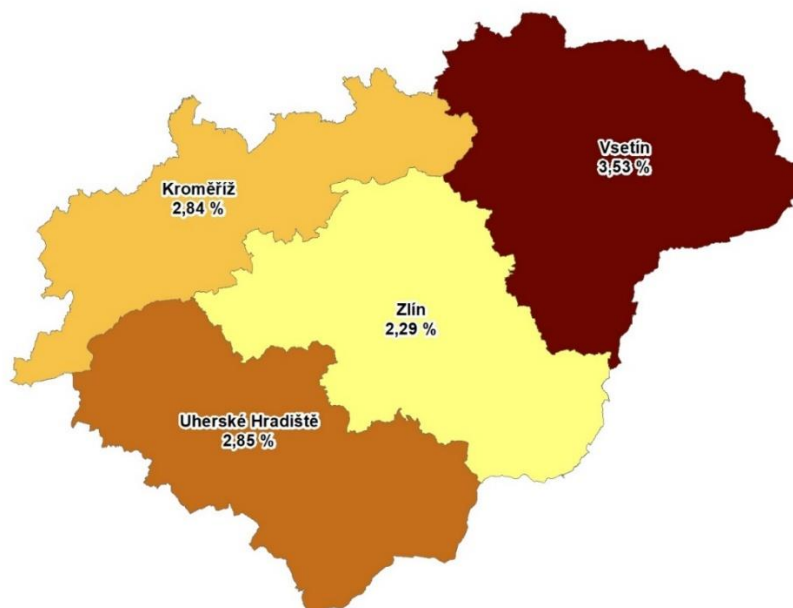 Vsetín
3,53 %
Kroměříž
2,84 %
Zlín
2,29 %
Uherské Hradiště
2,85 %